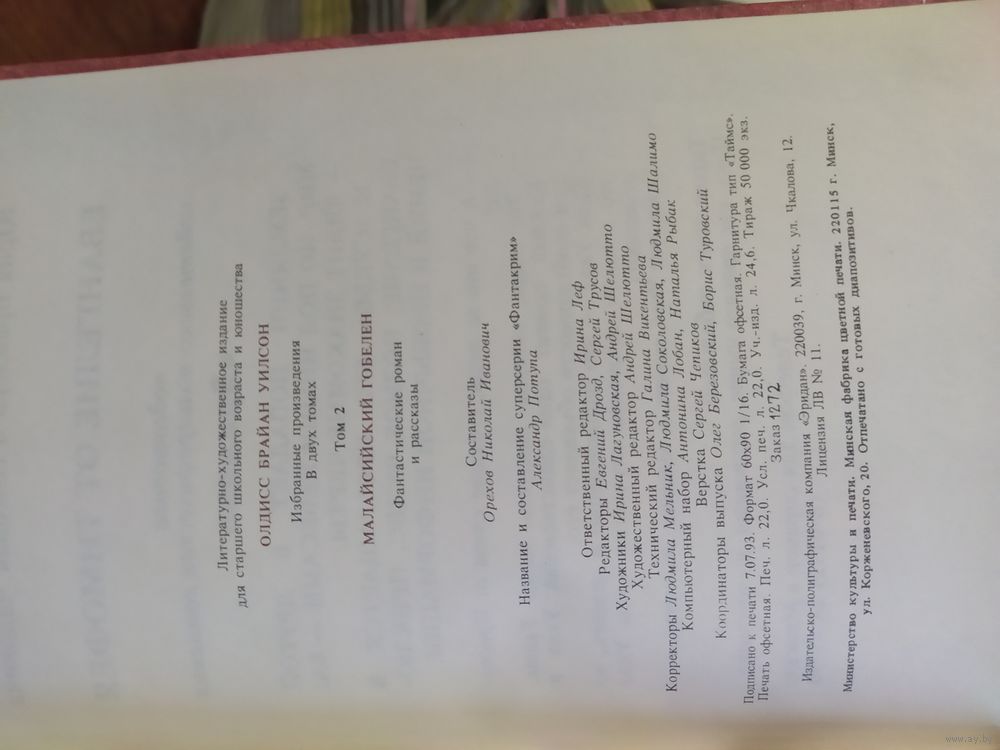 Литературно-художественное издание
для старшего школьного возраста и юношества
ОЛДИСС БРАЙАН УИЛСОН
Избранные произведения
В двух томах
Том 2
МАЛАЙСИЙСКИЙ ГОБЕЛЕН
Фантастические роман
и рассказы
Составитель
Орехов Николай Иванович
Название и составление суперсерии «Фантакрим»
Александр Потупа
Ответственный редактор Ирина Леф
Редакторы Евгений Дрозд, Сергей Трусов
Художники Ирина Лагуновская, Андрей Шелютто
Художественный редактор Андрей Шелютто
Технический редактор Галина Викентьева
Корректоры Людмила Мельник, Людмила Соколовская, Людмила Шалимо
Компьютерный набор Антонина Лобан, Наталья Рыбак
Верстка Сергей Чепиков
Координаторы выпуска Олег Березовский, Борис Туровский
Подписано к печати 7.07.93. Формат 60х90 1/16. Бумага офсетная. Гарнитура тип «Таймс».
Печать офсетная. Печ. л. 22,0. Усл. печ. л. 22,0. Уч.-изд. л. 24,6. Тираж 50 000 экз.
Заказ 1272
Издательско-полиграфическая компания «Эридан». 220039, г. Минск, ул. Чкалова, 12.
Лицензия ЛВ № 11.
Министерство культуры и печати. Минская фабрика цветной печати. 220115 г. Минск,
ул. Корженевского, 20. Отпечатано с готовых диапозитивов.
www.ay.by